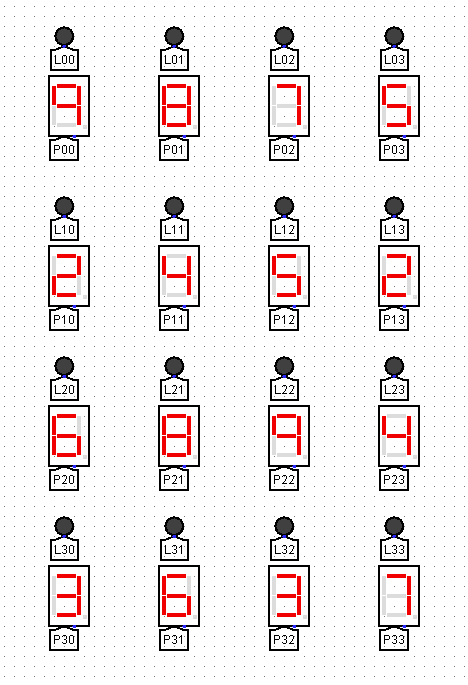 L00 L01 L02 L03
9 8 7 5
P00 P01 P02 P03
L10 L11 L12 L13
2 4 5 2
P10 P11 P12 P13
L20 L21 L22 L23
6 8 9 4
P20 P21 P22 P23
L30 L31 L32 L33
3 6 3 7
P30 P31 P32 P33